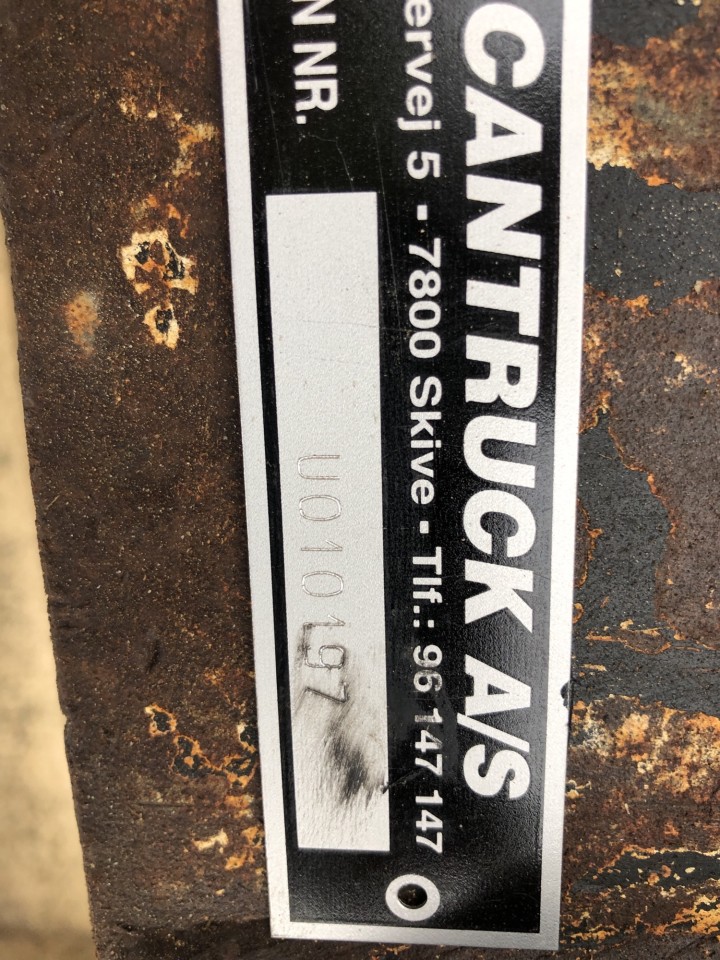 CANTRUCK A/S
ervej 5 - 7800 Skive - Tlf.: 96 147 147
N NR. U010197